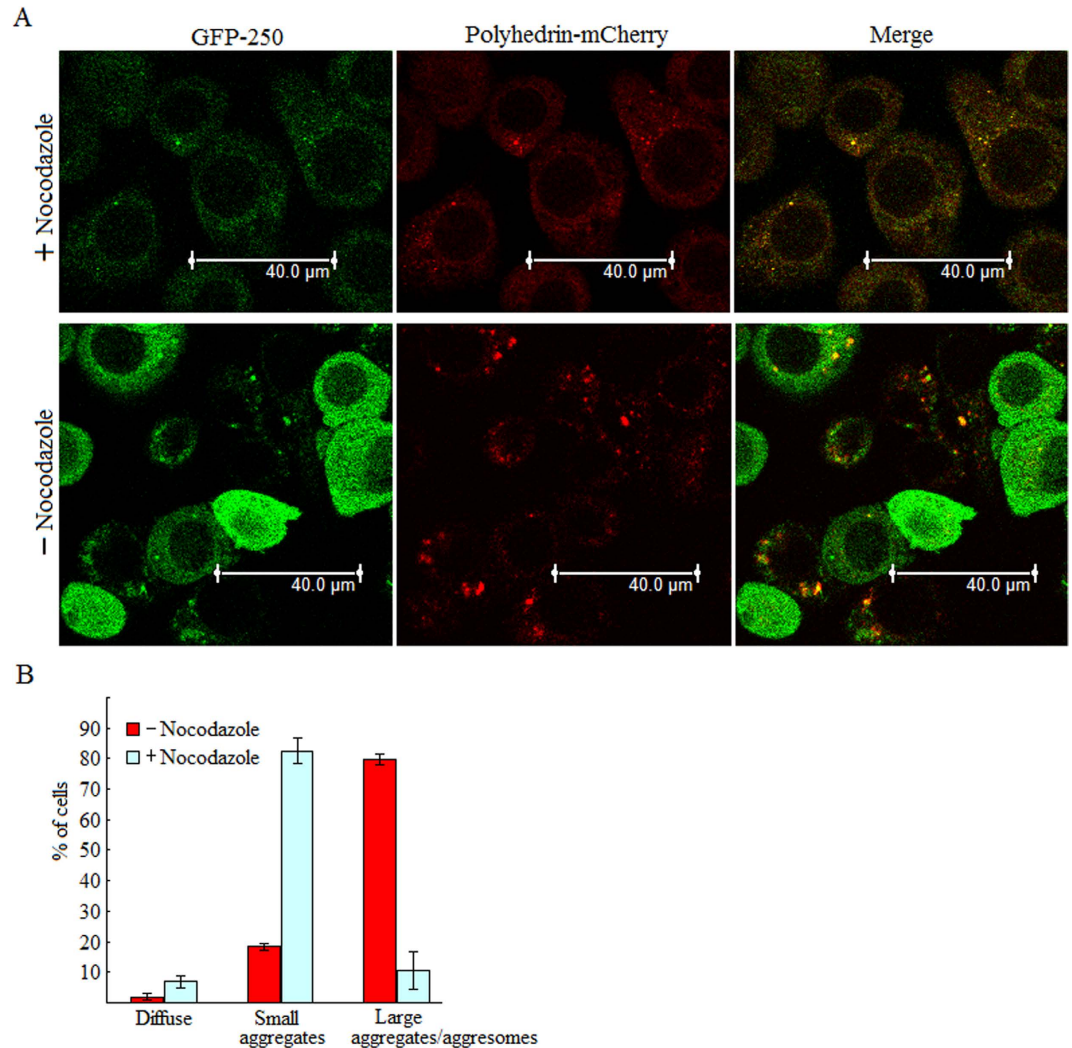 A
GFP-250
Polyhedrin-mCherry
Merge
+ Nocodazole
40.0 µm
40.0 µm
40.0 µm
− Nocodazole
40.0 µm
40.0 µm
40.0 µm
B
− Nocodazole
+ Nocodazole
% of cells
90
80
70
60
50
40
30
20
10
Diffuse
Small
aggregates
Large
aggregates/aggresomes